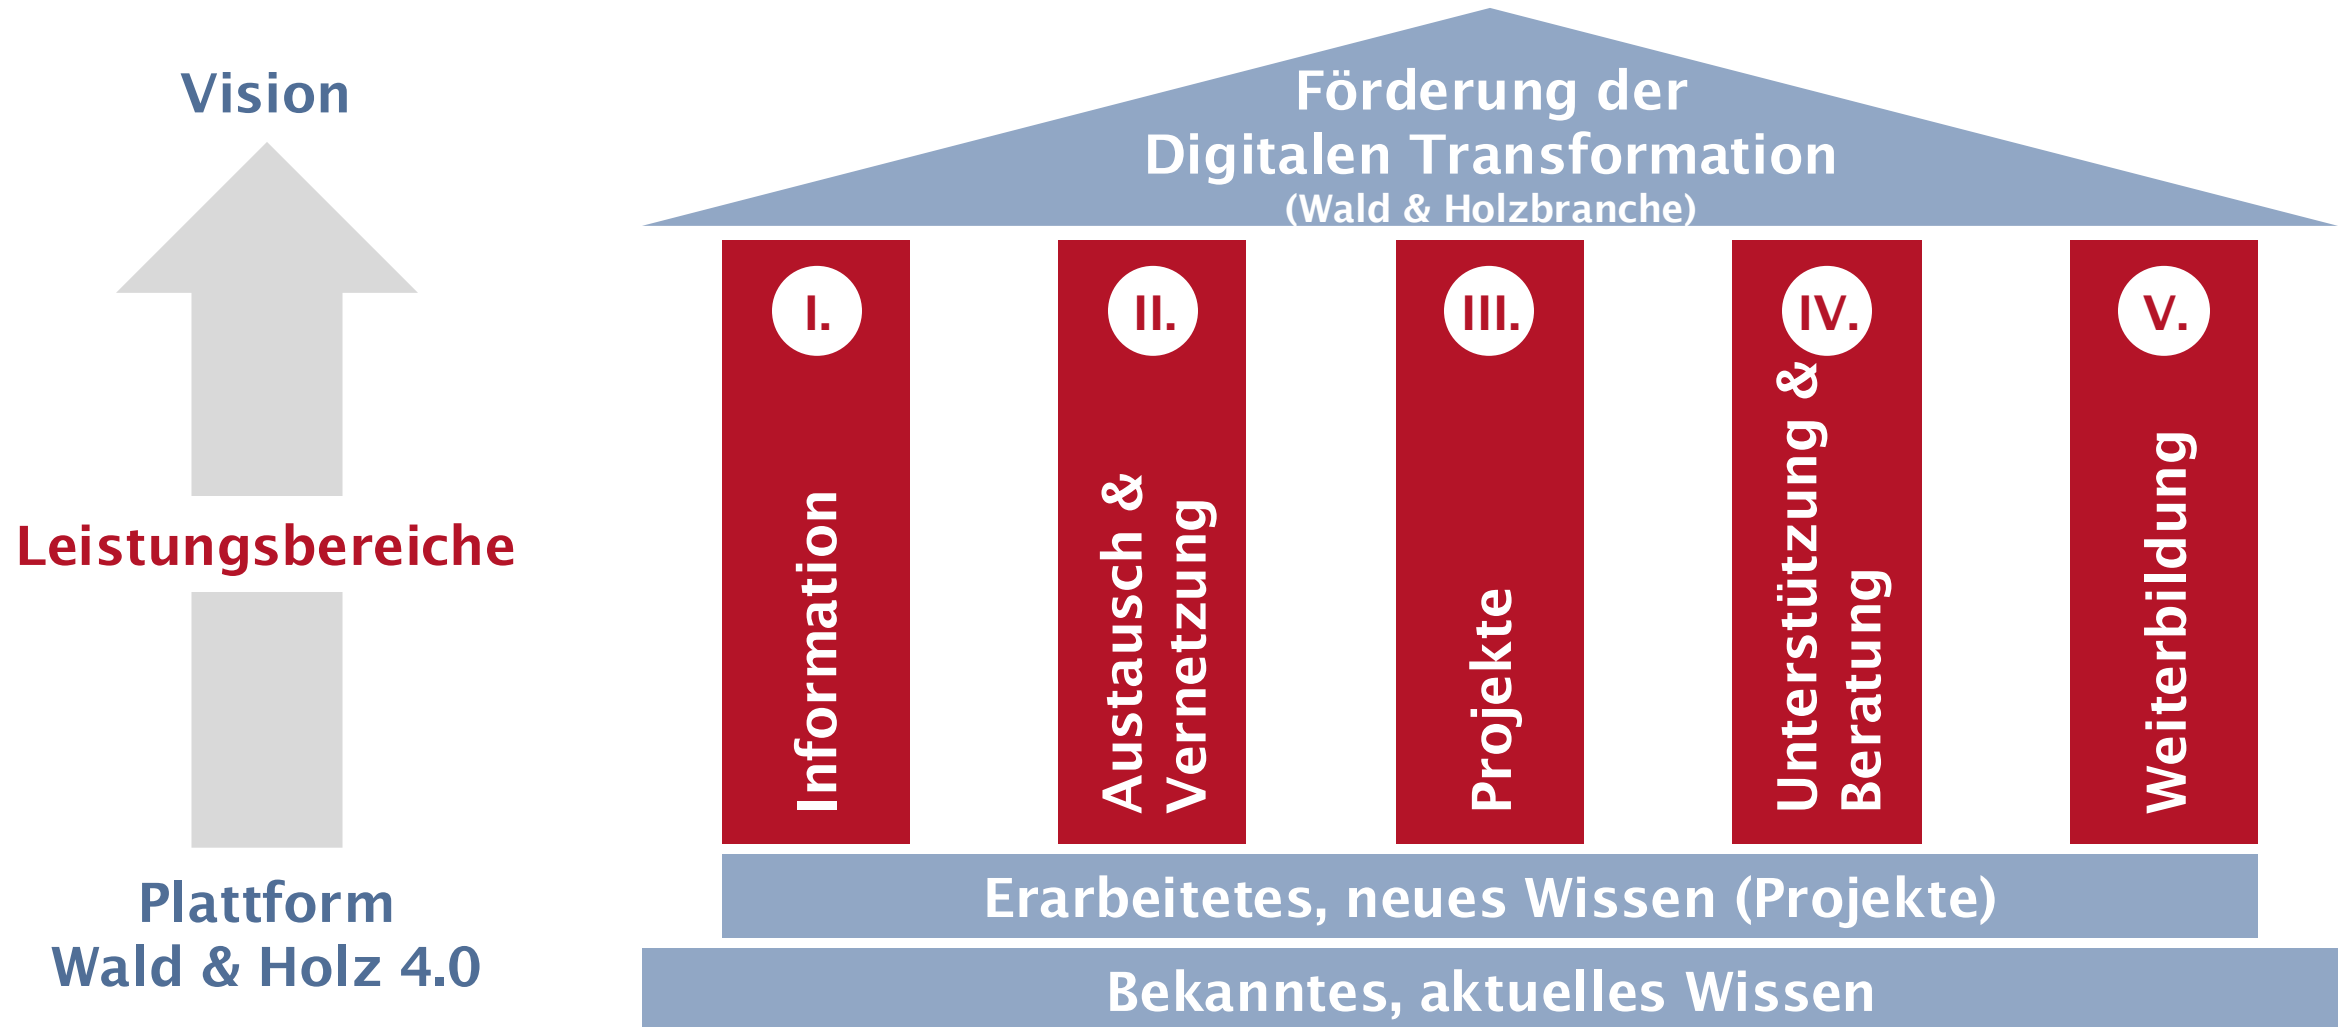 Vision
Leistungsbereiche
Plattform
Wald & Holz 4.0
Förderung der
Digitalen Transformation
(Wald & Holzbranche)
I.
Information
II.
Austausch &
Vernetzung
III.
Projekte
IV.
Unterstützung &
Beratung
V.
Weiterbildung
Erarbeitetes, neues Wissen (Projekte)
Bekanntes, aktuelles Wissen